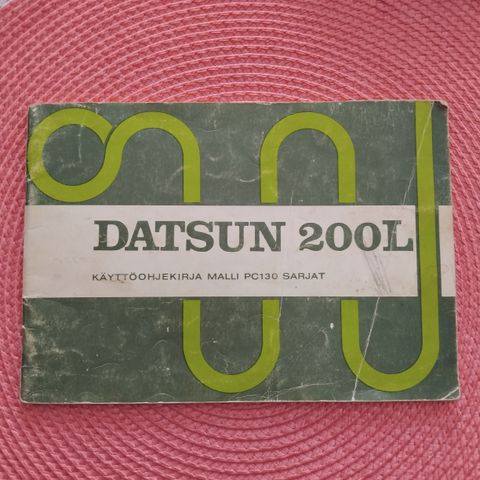 DATSUN 200L
KÄYTTÖOHJEKIRJA MALLI PC130 SARJAT